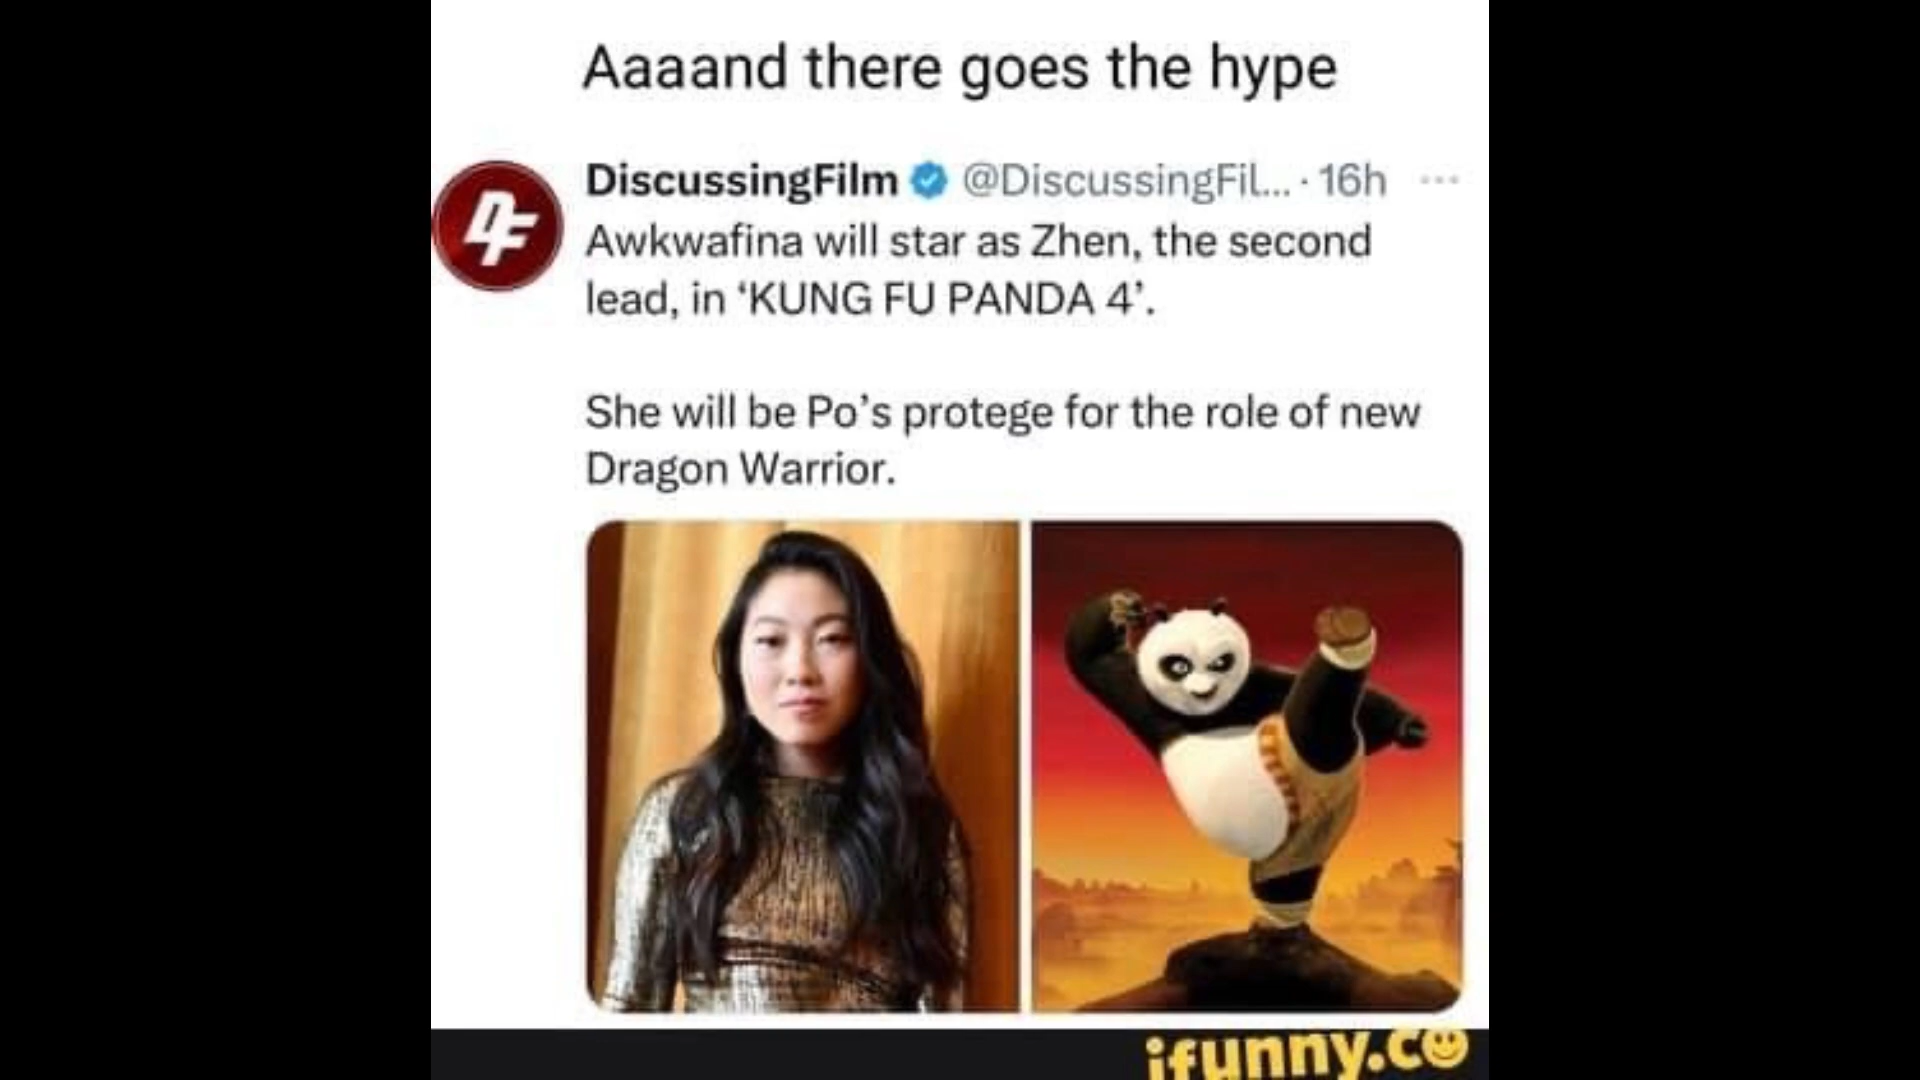 Aaaand there goes the hype
DiscussingFilm @DiscussingFil... · 16h ...
Awkwafina will star as Zhen, the second
lead, in ‘KUNG FU PANDA 4’.
She will be Po’s protege for the role of new
Dragon Warrior.
DF
ifunny.co